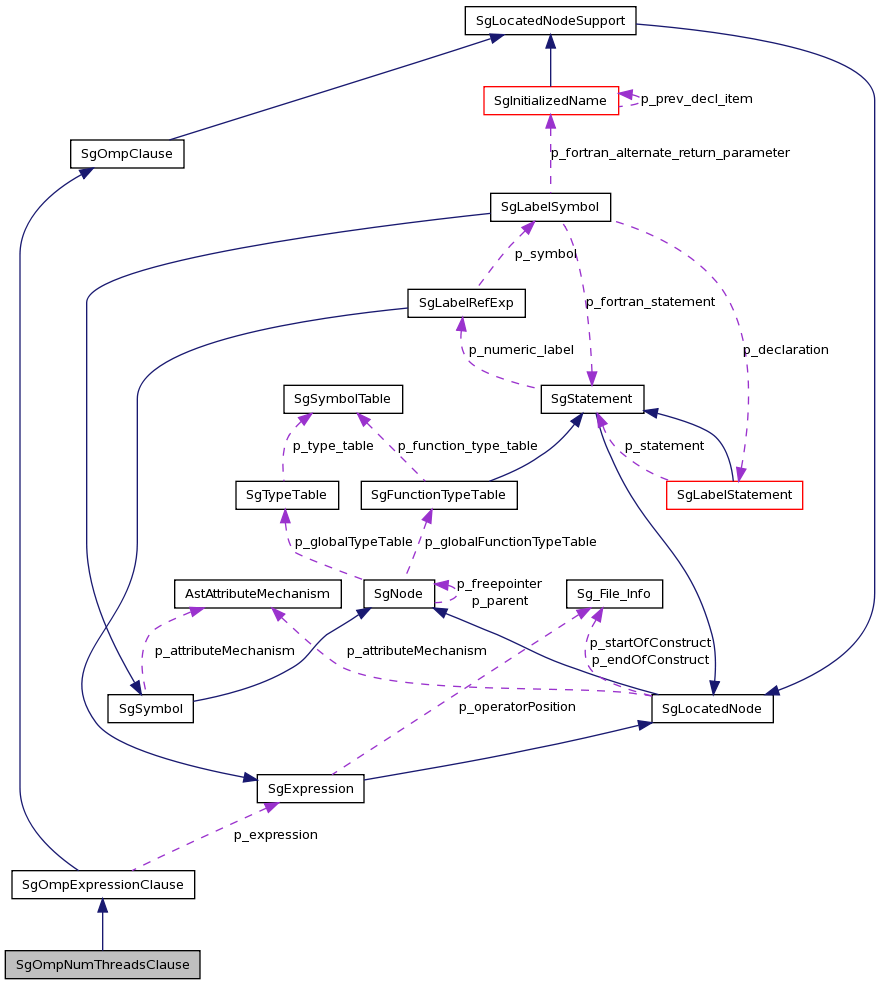 SgLocatedNodeSupport
SgInitializedName
p_prev_decl_item
SgOmpClause
p_fortran_alternate_return_parameter
SgLabelSymbol
p_symbol
SgLabelRefExp
p_fortran_statement
p_numeric_label
p_declaration
SgSymbolTable
SgStatement
p_type_table
p_function_type_table
p_statement
SgTypeTable
SgFunctionTypeTable
SgLabelStatement
p_globalTypeTable
p_globalFunctionTypeTable
AstAttributeMechanism
SgNode
p_freepointer
p_parent
Sg_File_Info
p_attributeMechanism
p_attributeMechanism
p_startOfConstruct
p_endOfConstruct
SgSymbol
p_operatorPosition
SgLocatedNode
SgExpression
p_expression
SgOmpExpressionClause
SgOmpNumThreadsClause